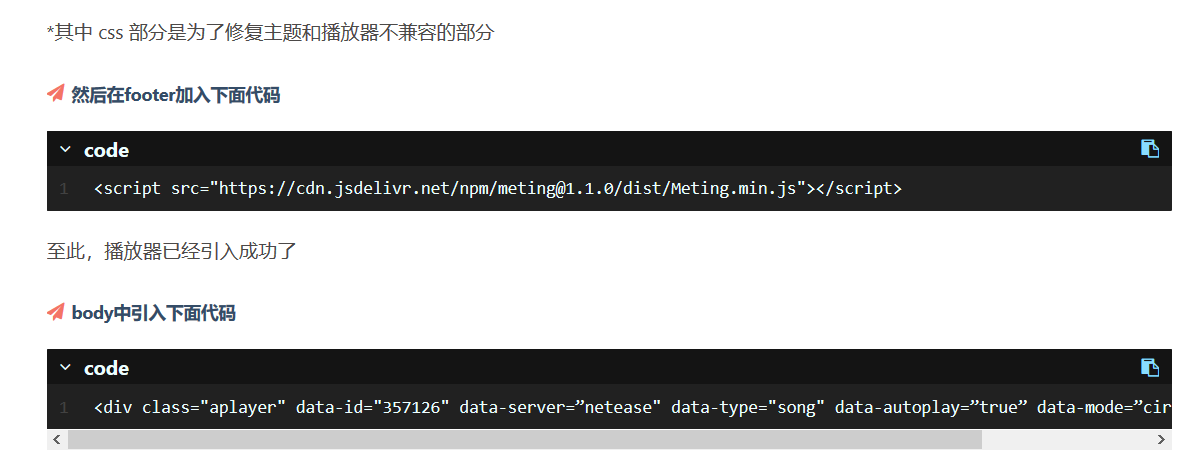 *其中 css 部分是为了修复主题和播放器不兼容的部分
然后在footer加入下面代码
code
1 <script src="https://cdn.jsdelivr.net/npm/meting@1.1.0/dist/Meting.min.js"></script>
至此，播放器已经引入成功了
body中引入下面代码
code
1 <div class="aplayer" data-id="357126" data-server=”netease" data-type="song" data-autoplay=”true” data-mode=”cir